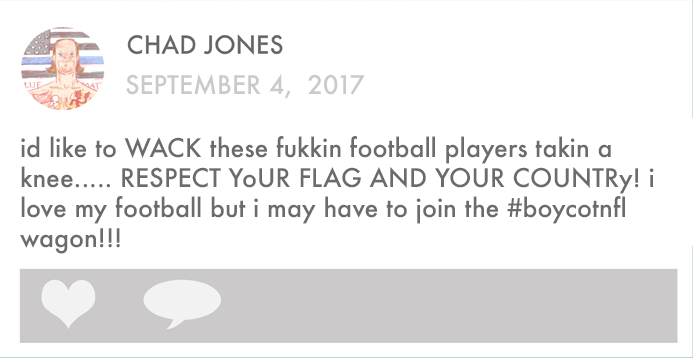 CHAD JONES
SEPTEMBER 4, 2017
id like to WACK these fukkin football players takin a
knee..... RESPECT YoUR FLAG AND YOUR COUNTRy! i
love my football but i may have to join the #boycotnfl
wagon!!!